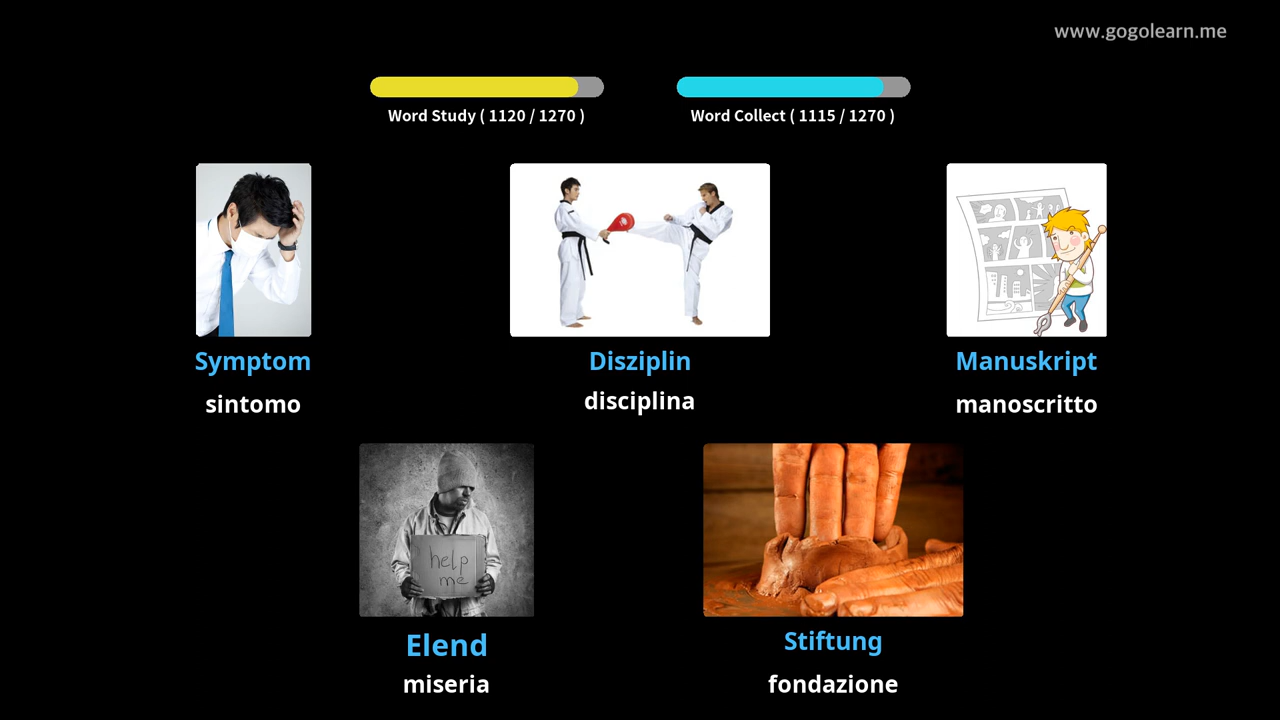 www.gogolearn.me
Word Study ( 1120 / 1270 )
Word Collect ( 1115 / 1270 )
Symptom
sintomo
Disziplin
disciplina
Manuskript
manoscritto
help
me
Elend
miseria
Stiftung
fondazione